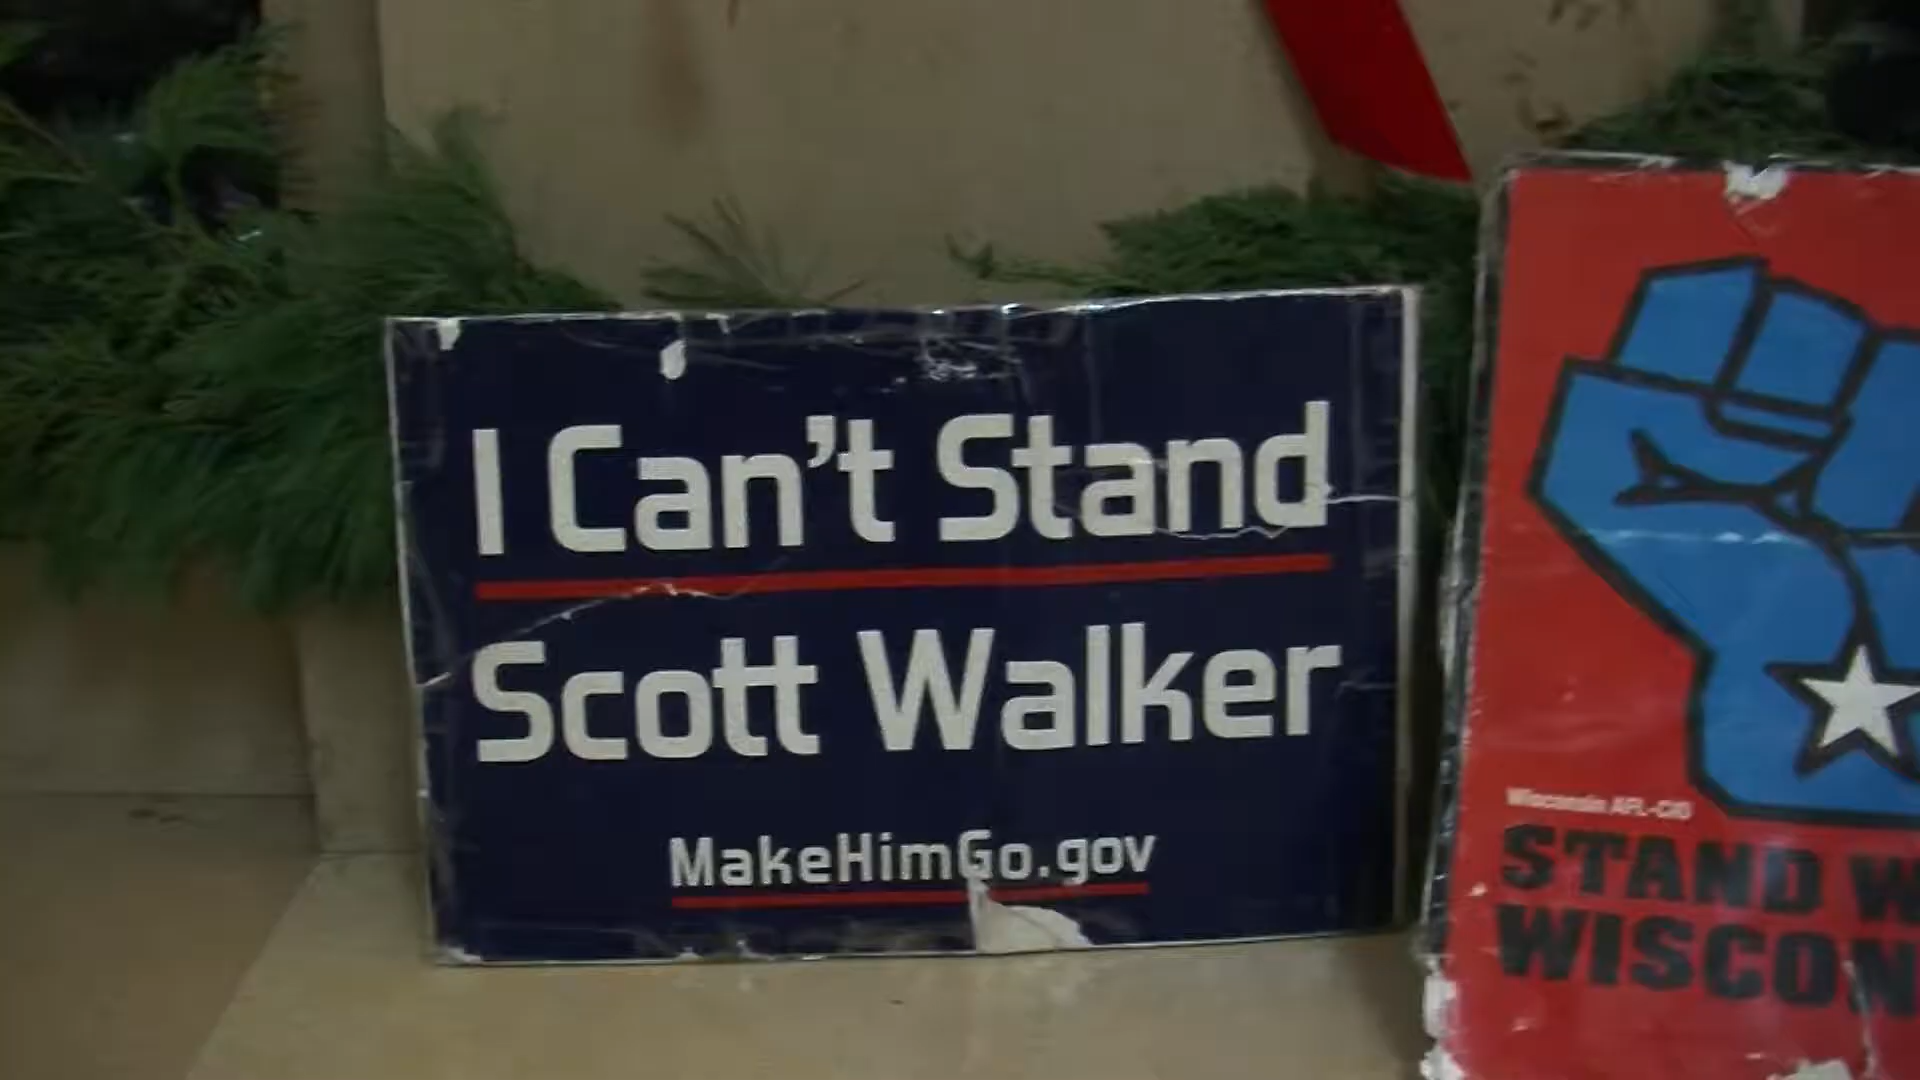 I Can't Stand
Scott Walker
MakeHimGo.gov
Wisconsin AFL-CIO
STAND W
WISCON